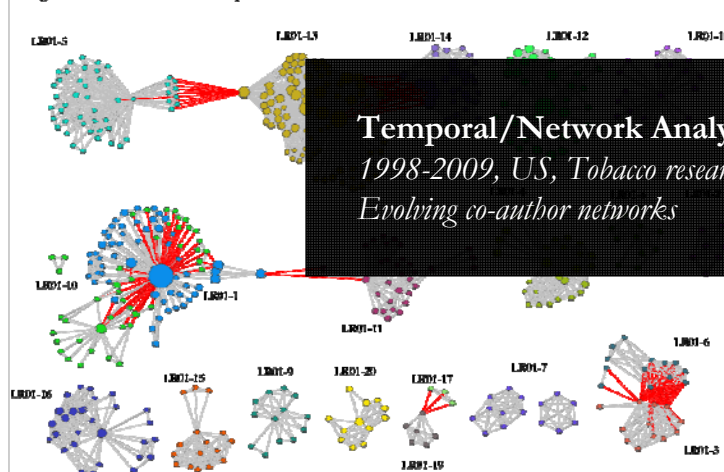 LR01-5
LR01-13
LR01-14
LR01-12
Temporal/Network Analy
1998-2009, US, Tobacco resear
Evolving co-author networks
LR01-10
LR01-1
LR01-11
LR01-6
LR01-16
LR01-15
LR01-9
LR01-20
LR01-17
LR01-7
LR01-3
LR01-19